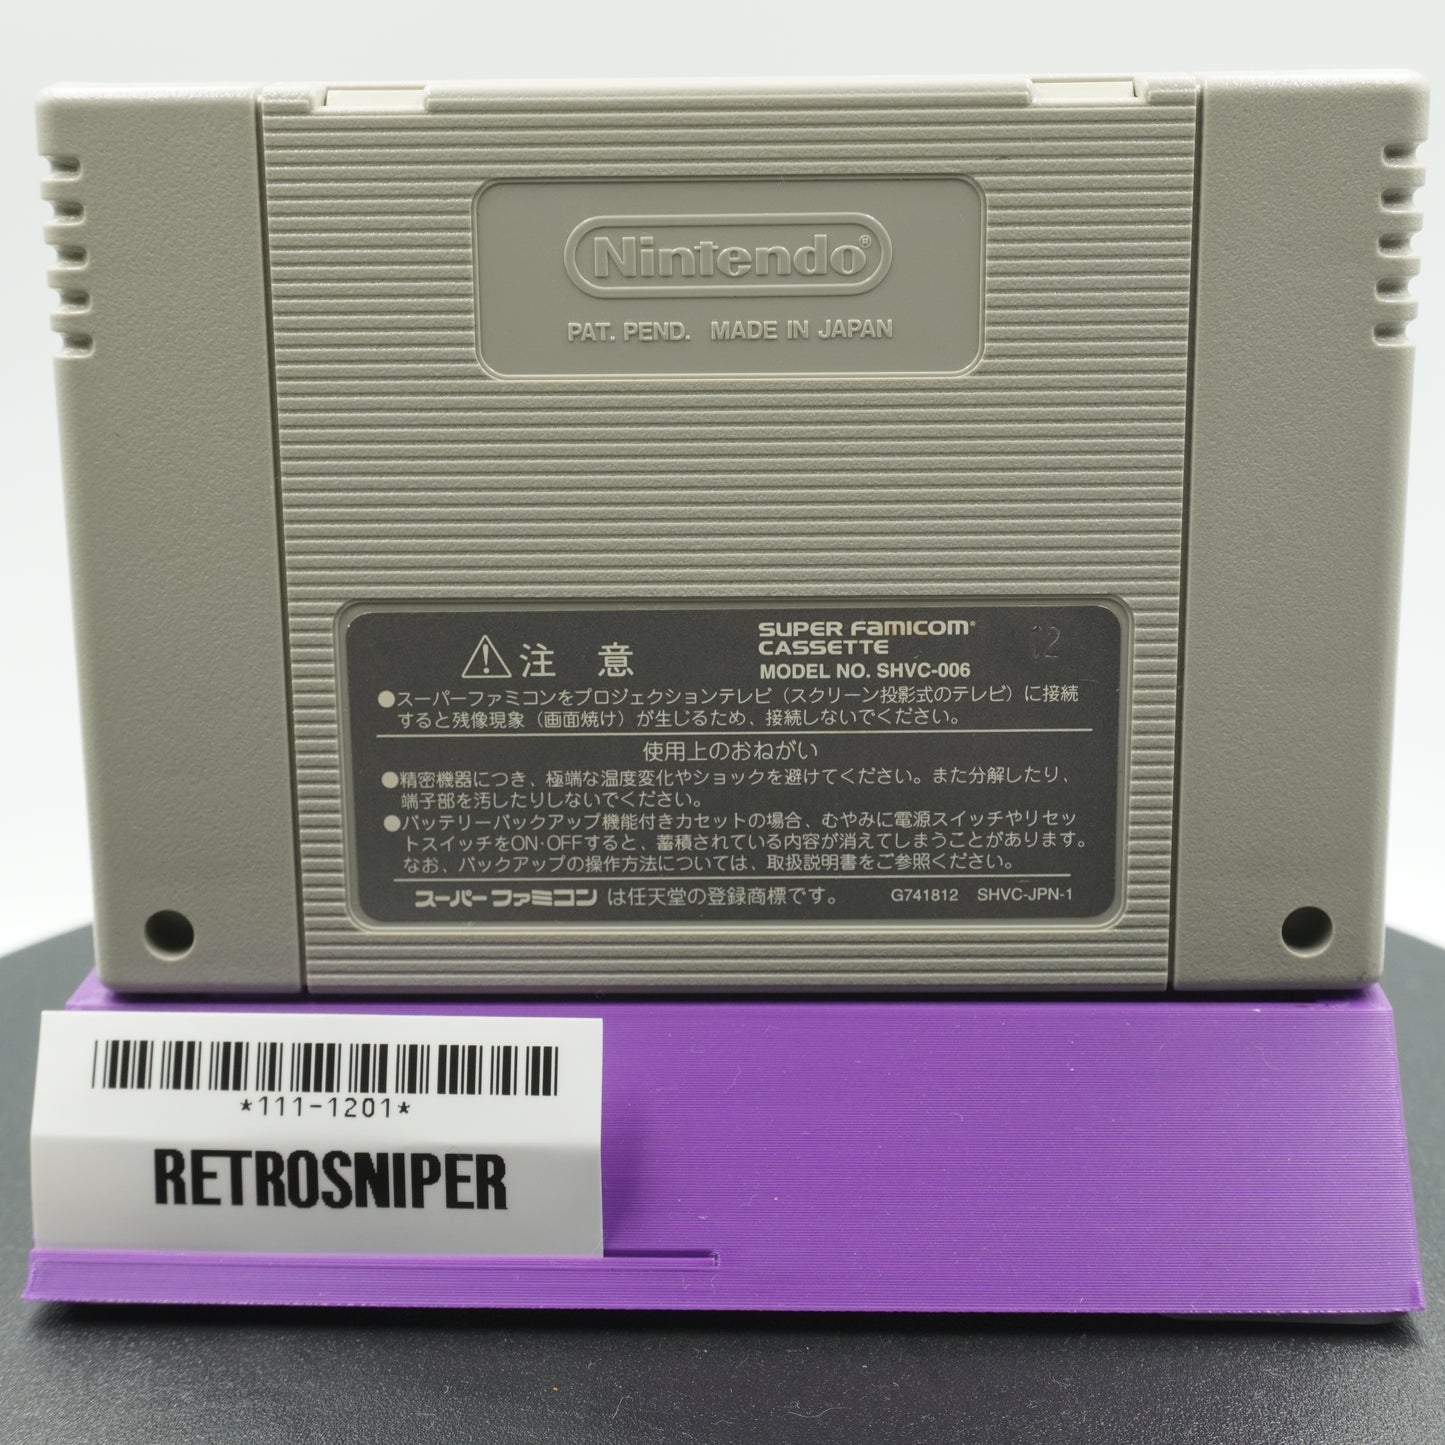 Nintendo®
PAT. PEND. MADE IN JAPAN
⚠注 意
SUPER FAMICOM®
CASSETTE
MODEL NO. SHVC-006
12
●スーパーファミコンをプロジェクションテレビ（スクリーン投影式のテレビ）に接続
すると残像現象（画面焼け）が生じるため、接続しないでください。
使用上のおねがい
●精密機器につき、極端な温度変化やショックを避けてください。また分解したり、
端子部を汚したりしないでください。
●バッテリーバックアップ機能付きカセットの場合、むやみに電源スイッチやリセッ
トスイッチをON・OFFすると、蓄積されている内容が消えてしまうことがあります。
なお、バックアップの操作方法については、取扱説明書をご参照ください。
スーパーファミコン は任天堂の登録商標です。 G741812 SHVC-JPN-1
*111-1201*
RETROSNIPER